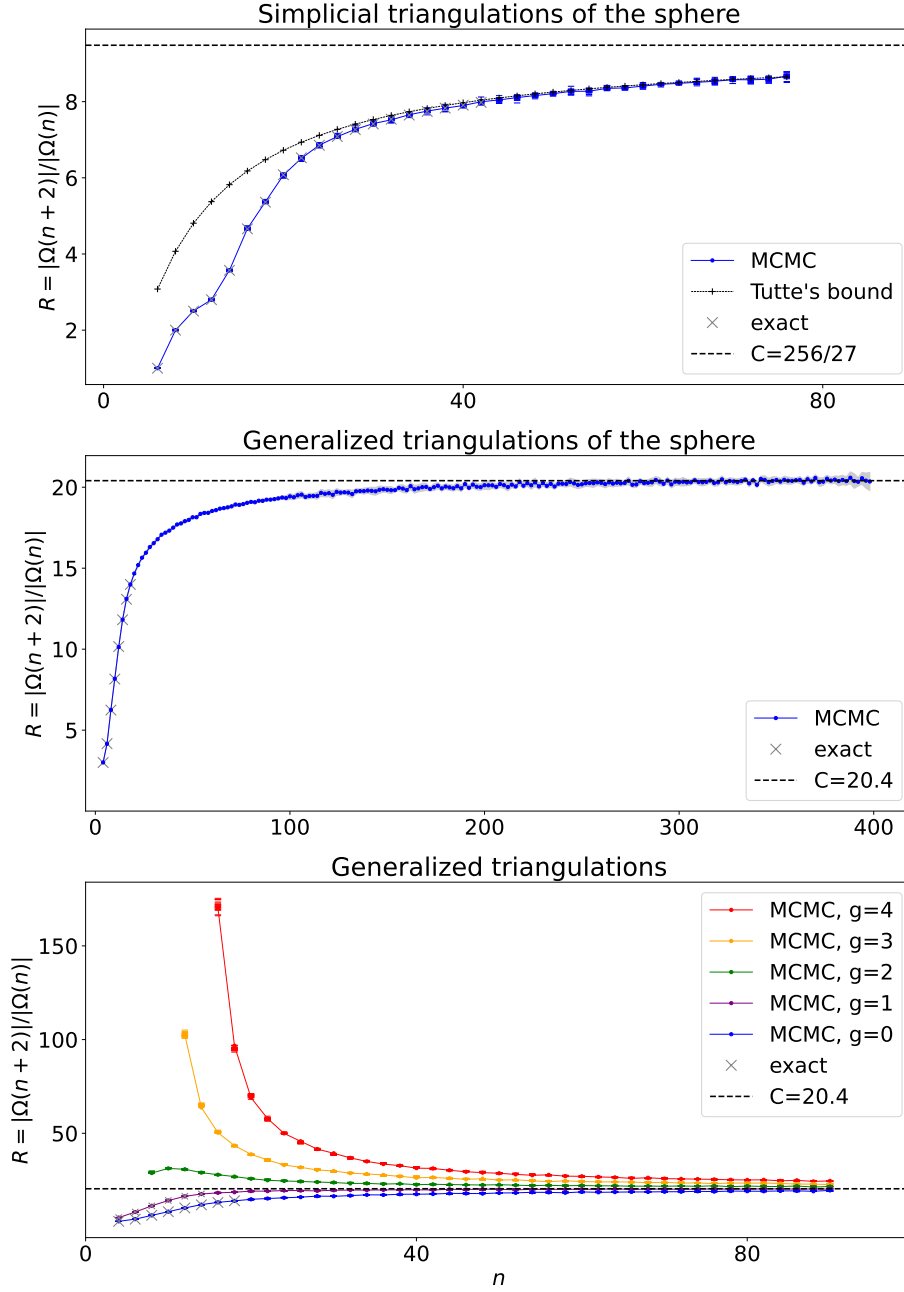 Simplicial triangulations of the sphere
R = |Ω(n + 2)|/|Ω(n)|
8
6
4
2
0
40
80
MCMC
Tutte's bound
exact
C=256/27
Generalized triangulations of the sphere
R = |Ω(n + 2)|/|Ω(n)|
20
15
10
5
0
100
200
300
400
MCMC
exact
C=20.4
Generalized triangulations
R = |Ω(n + 2)|/|Ω(n)|
150
100
50
0
40
80
n
MCMC, g=4
MCMC, g=3
MCMC, g=2
MCMC, g=1
MCMC, g=0
exact
C=20.4